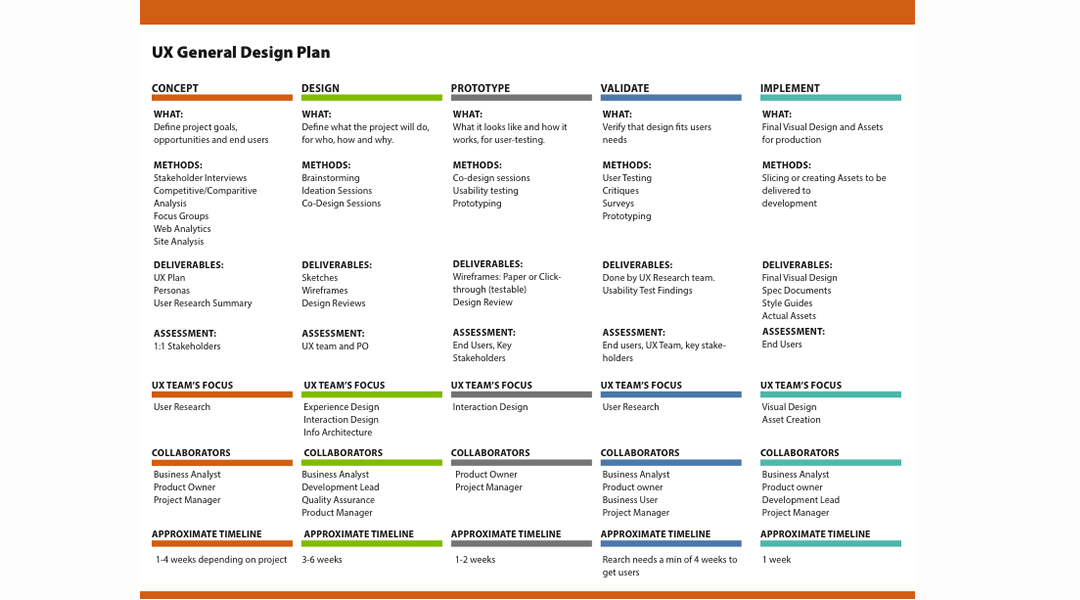 UX General Design Plan
CONCEPT
WHAT:
Define project goals,
opportunities and end users
METHODS:
Stakeholder Interviews
Competitive/Comparitive
Analysis
Focus Groups
Web Analytics
Site Analysis
DELIVERABLES:
UX Plan
Personas
User Research Summary
ASSESSMENT:
1:1 Stakeholders
UX TEAM'S FOCUS
User Research
COLLABORATORS
Business Analyst
Product Owner
Project Manager
APPROXIMATE TIMELINE
1-4 weeks depending on project
DESIGN
WHAT:
Define what the project will do,
for who, how and why.
METHODS:
Brainstorming
Ideation Sessions
Co-Design Sessions
DELIVERABLES:
Sketches
Wireframes
Design Reviews
ASSESSMENT:
UX team and PO
UX TEAM'S FOCUS
Experience Design
Interaction Design
Info Architecture
COLLABORATORS
Business Analyst
Development Lead
Quality Assurance
Product Manager
APPROXIMATE TIMELINE
3-6 weeks
PROTOTYPE
WHAT:
What it looks like and how it
works, for user-testing.
METHODS:
Co-design sessions
Usability testing
Prototyping
DELIVERABLES:
Wireframes: Paper or Click-
through (testable)
Design Review
ASSESSMENT:
End Users, Key
Stakeholders
UX TEAM'S FOCUS
Interaction Design
COLLABORATORS
Product Owner
Project Manager
APPROXIMATE TIMELINE
1-2 weeks
VALIDATE
WHAT:
Verify that design fits users
needs
METHODS:
User Testing
Critiques
Surveys
Prototyping
DELIVERABLES:
Done by UX Research team.
Usability Test Findings
ASSESSMENT:
End users, UX Team, key stake-
holders
UX TEAM'S FOCUS
User Research
COLLABORATORS
Business Analyst
Product owner
Business User
Project Manager
APPROXIMATE TIMELINE
Rearch needs a min of 4 weeks to
get users
IMPLEMENT
WHAT:
Final Visual Design and Assets
for production
METHODS:
Slicing or creating Assets to be
delivered to
development
DELIVERABLES:
Final Visual Design
Spec Documents
Style Guides
Actual Assets
ASSESSMENT:
End Users
UX TEAM'S FOCUS
Visual Design
Asset Creation
COLLABORATORS
Business Analyst
Product owner
Development Lead
Project Manager
APPROXIMATE TIMELINE
1 week